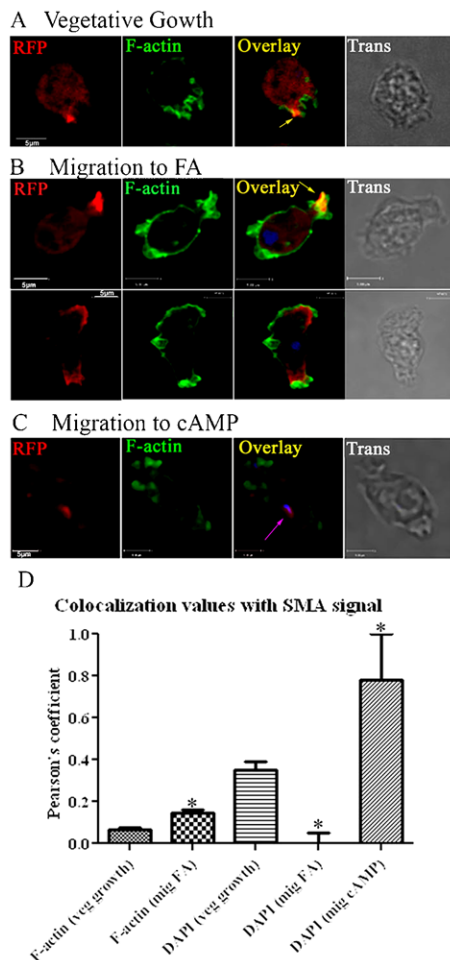 A Vegetative Growth
RFP F-actin Overlay Trans
5μm
B Migration to FA
RFP F-actin Overlay Trans
5μm
5μm
C Migration to cAMP
RFP F-actin Overlay Trans
5μm
D
Colocalization values with SMA signal
Pearson's coefficient
1.0
0.8
0.6
0.4
0.2
0.0
* * *
F-actin (veg growth)
F-actin (mig FA)
DAPI (veg growth)
DAPI (mig FA)
DAPI (mig cAMP)